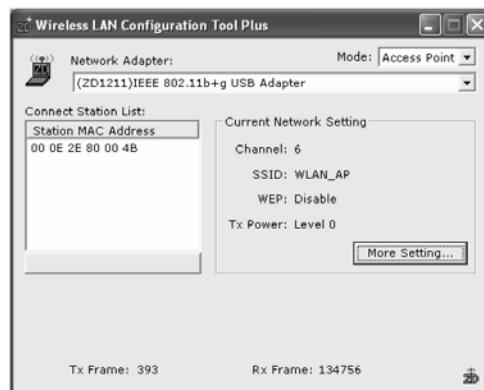 Wireless LAN Configuration Tool Plus
Network Adapter:
Mode: Access Point
(ZD1211)IEEE 802.11b+g USB Adapter
Connect Station List:
Station MAC Address
00 0E 2E 80 00 4B
Current Network Setting
Channel: 6
SSID: WLAN_AP
WEP: Disable
Tx Power: Level 0
More Setting...
Tx Frame: 393
Rx Frame: 134756
ZD